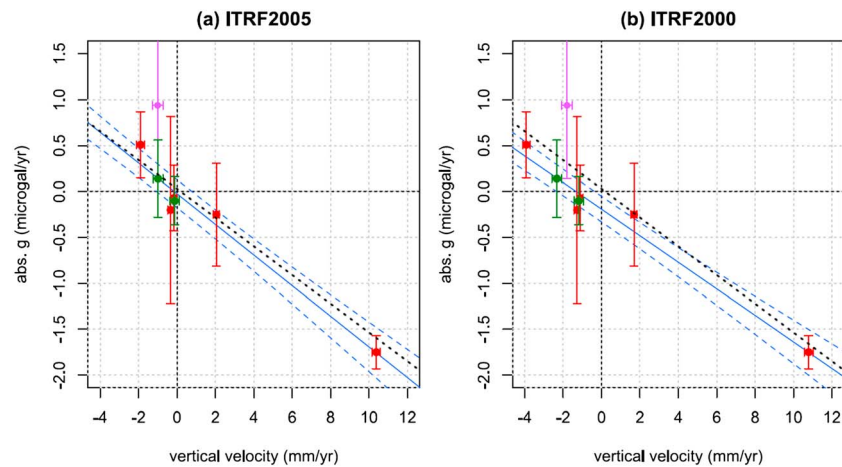 (a) ITRF2005
(b) ITRF2000
abs. g (microgal/yr)
1.5
1.0
0.5
0.0
-0.5
-1.0
-1.5
-2.0
-4 -2 0 2 4 6 8 10 12
vertical velocity (mm/yr)
abs. g (microgal/yr)
1.5
1.0
0.5
0.0
-0.5
-1.0
-1.5
-2.0
-4 -2 0 2 4 6 8 10 12
vertical velocity (mm/yr)